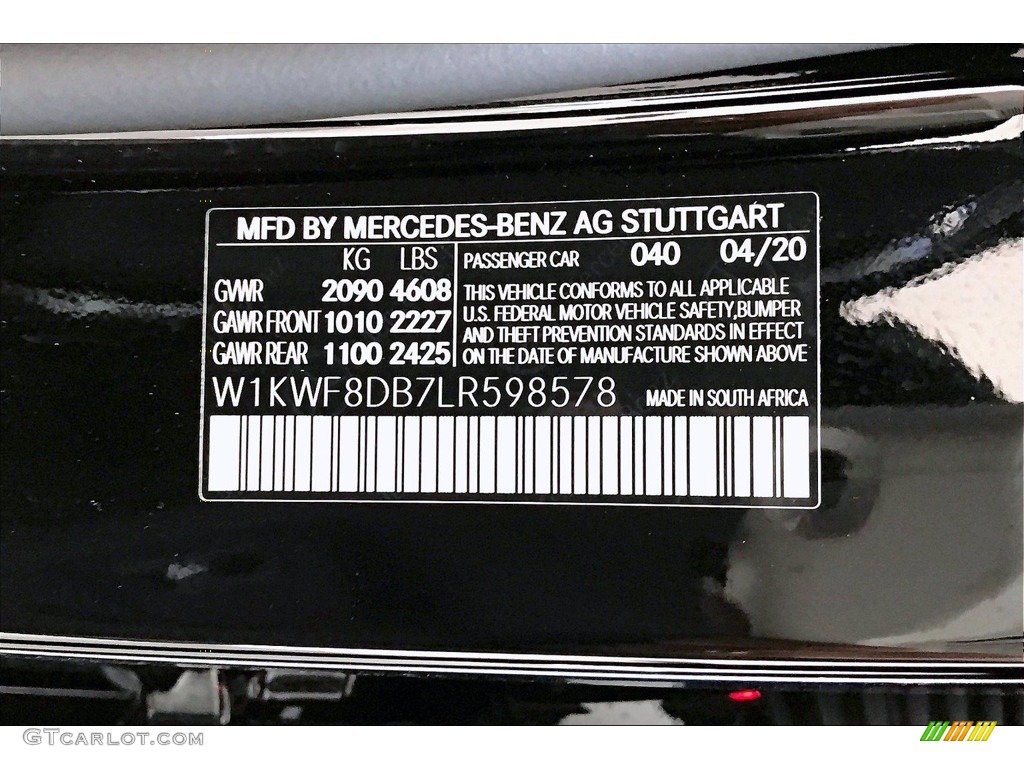 MFD BY MERCEDES-BENZ AG STUTTGART
KG LBS
GVWR 2090 4608
GAWR FRONT 1010 2227
GAWR REAR 1100 2425
PASSENGER CAR 040 04/20
THIS VEHICLE CONFORMS TO ALL APPLICABLE
U.S. FEDERAL MOTOR VEHICLE SAFETY,BUMPER
AND THEFT PREVENTION STANDARDS IN EFFECT
ON THE DATE OF MANUFACTURE SHOWN ABOVE
W1KWF8DB7LR598578 MADE IN SOUTH AFRICA
GTCARLOT.COM